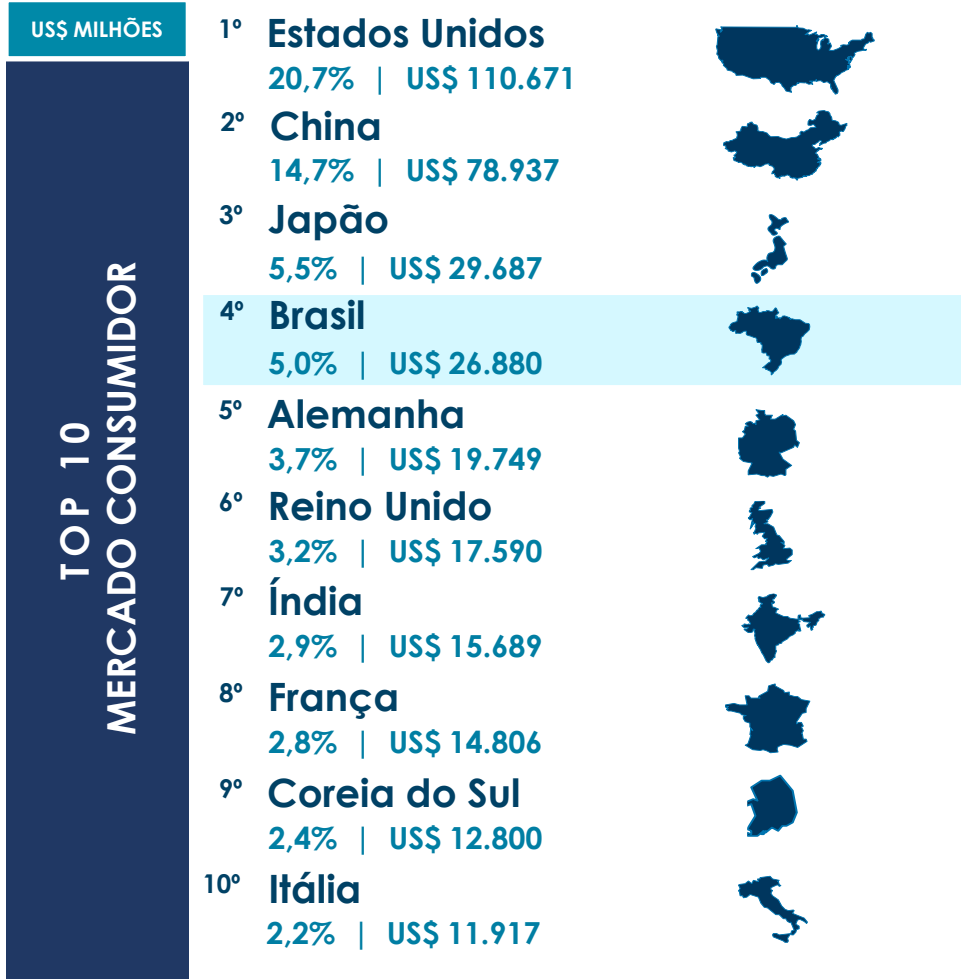 US$ MILHÕES
TOP 10
MERCADO CONSUMIDOR
1º Estados Unidos
20,7% | US$ 110.671
2º China
14,7% | US$ 78.937
3º Japão
5,5% | US$ 29.687
4º Brasil
5,0% | US$ 26.880
5º Alemanha
3,7% | US$ 19.749
6º Reino Unido
3,2% | US$ 17.590
7º Índia
2,9% | US$ 15.689
8º França
2,8% | US$ 14.806
9º Coreia do Sul
2,4% | US$ 12.800
10º Itália
2,2% | US$ 11.917